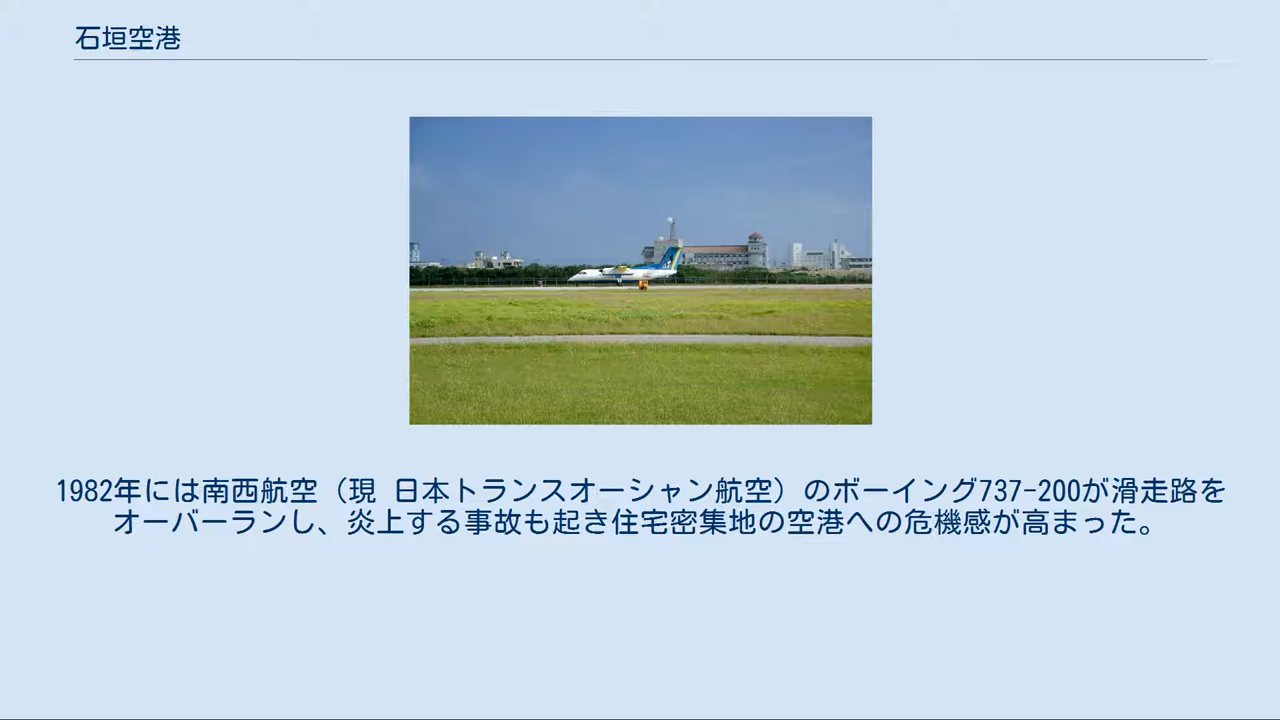 石垣空港
1982年には南西航空（現 日本トランスオーシャン航空）のボーイング737-200が滑走路を
オーバーランし、炎上する事故も起き住宅密集地の空港への危機感が高まった。